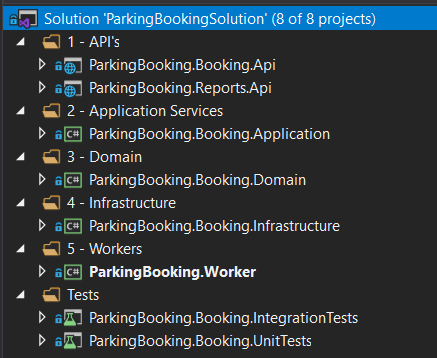 Solution 'ParkingBookingSolution' (8 of 8 projects)
1 - API's
ParkingBooking.Booking.Api
ParkingBooking.Reports.Api
2 - Application Services
C# ParkingBooking.Booking.Application
3 - Domain
C# ParkingBooking.Booking.Domain
4 - Infrastructure
C# ParkingBooking.Booking.Infrastructure
5 - Workers
C# ParkingBooking.Worker
Tests
ParkingBooking.Booking.IntegrationTests
ParkingBooking.Booking.UnitTests